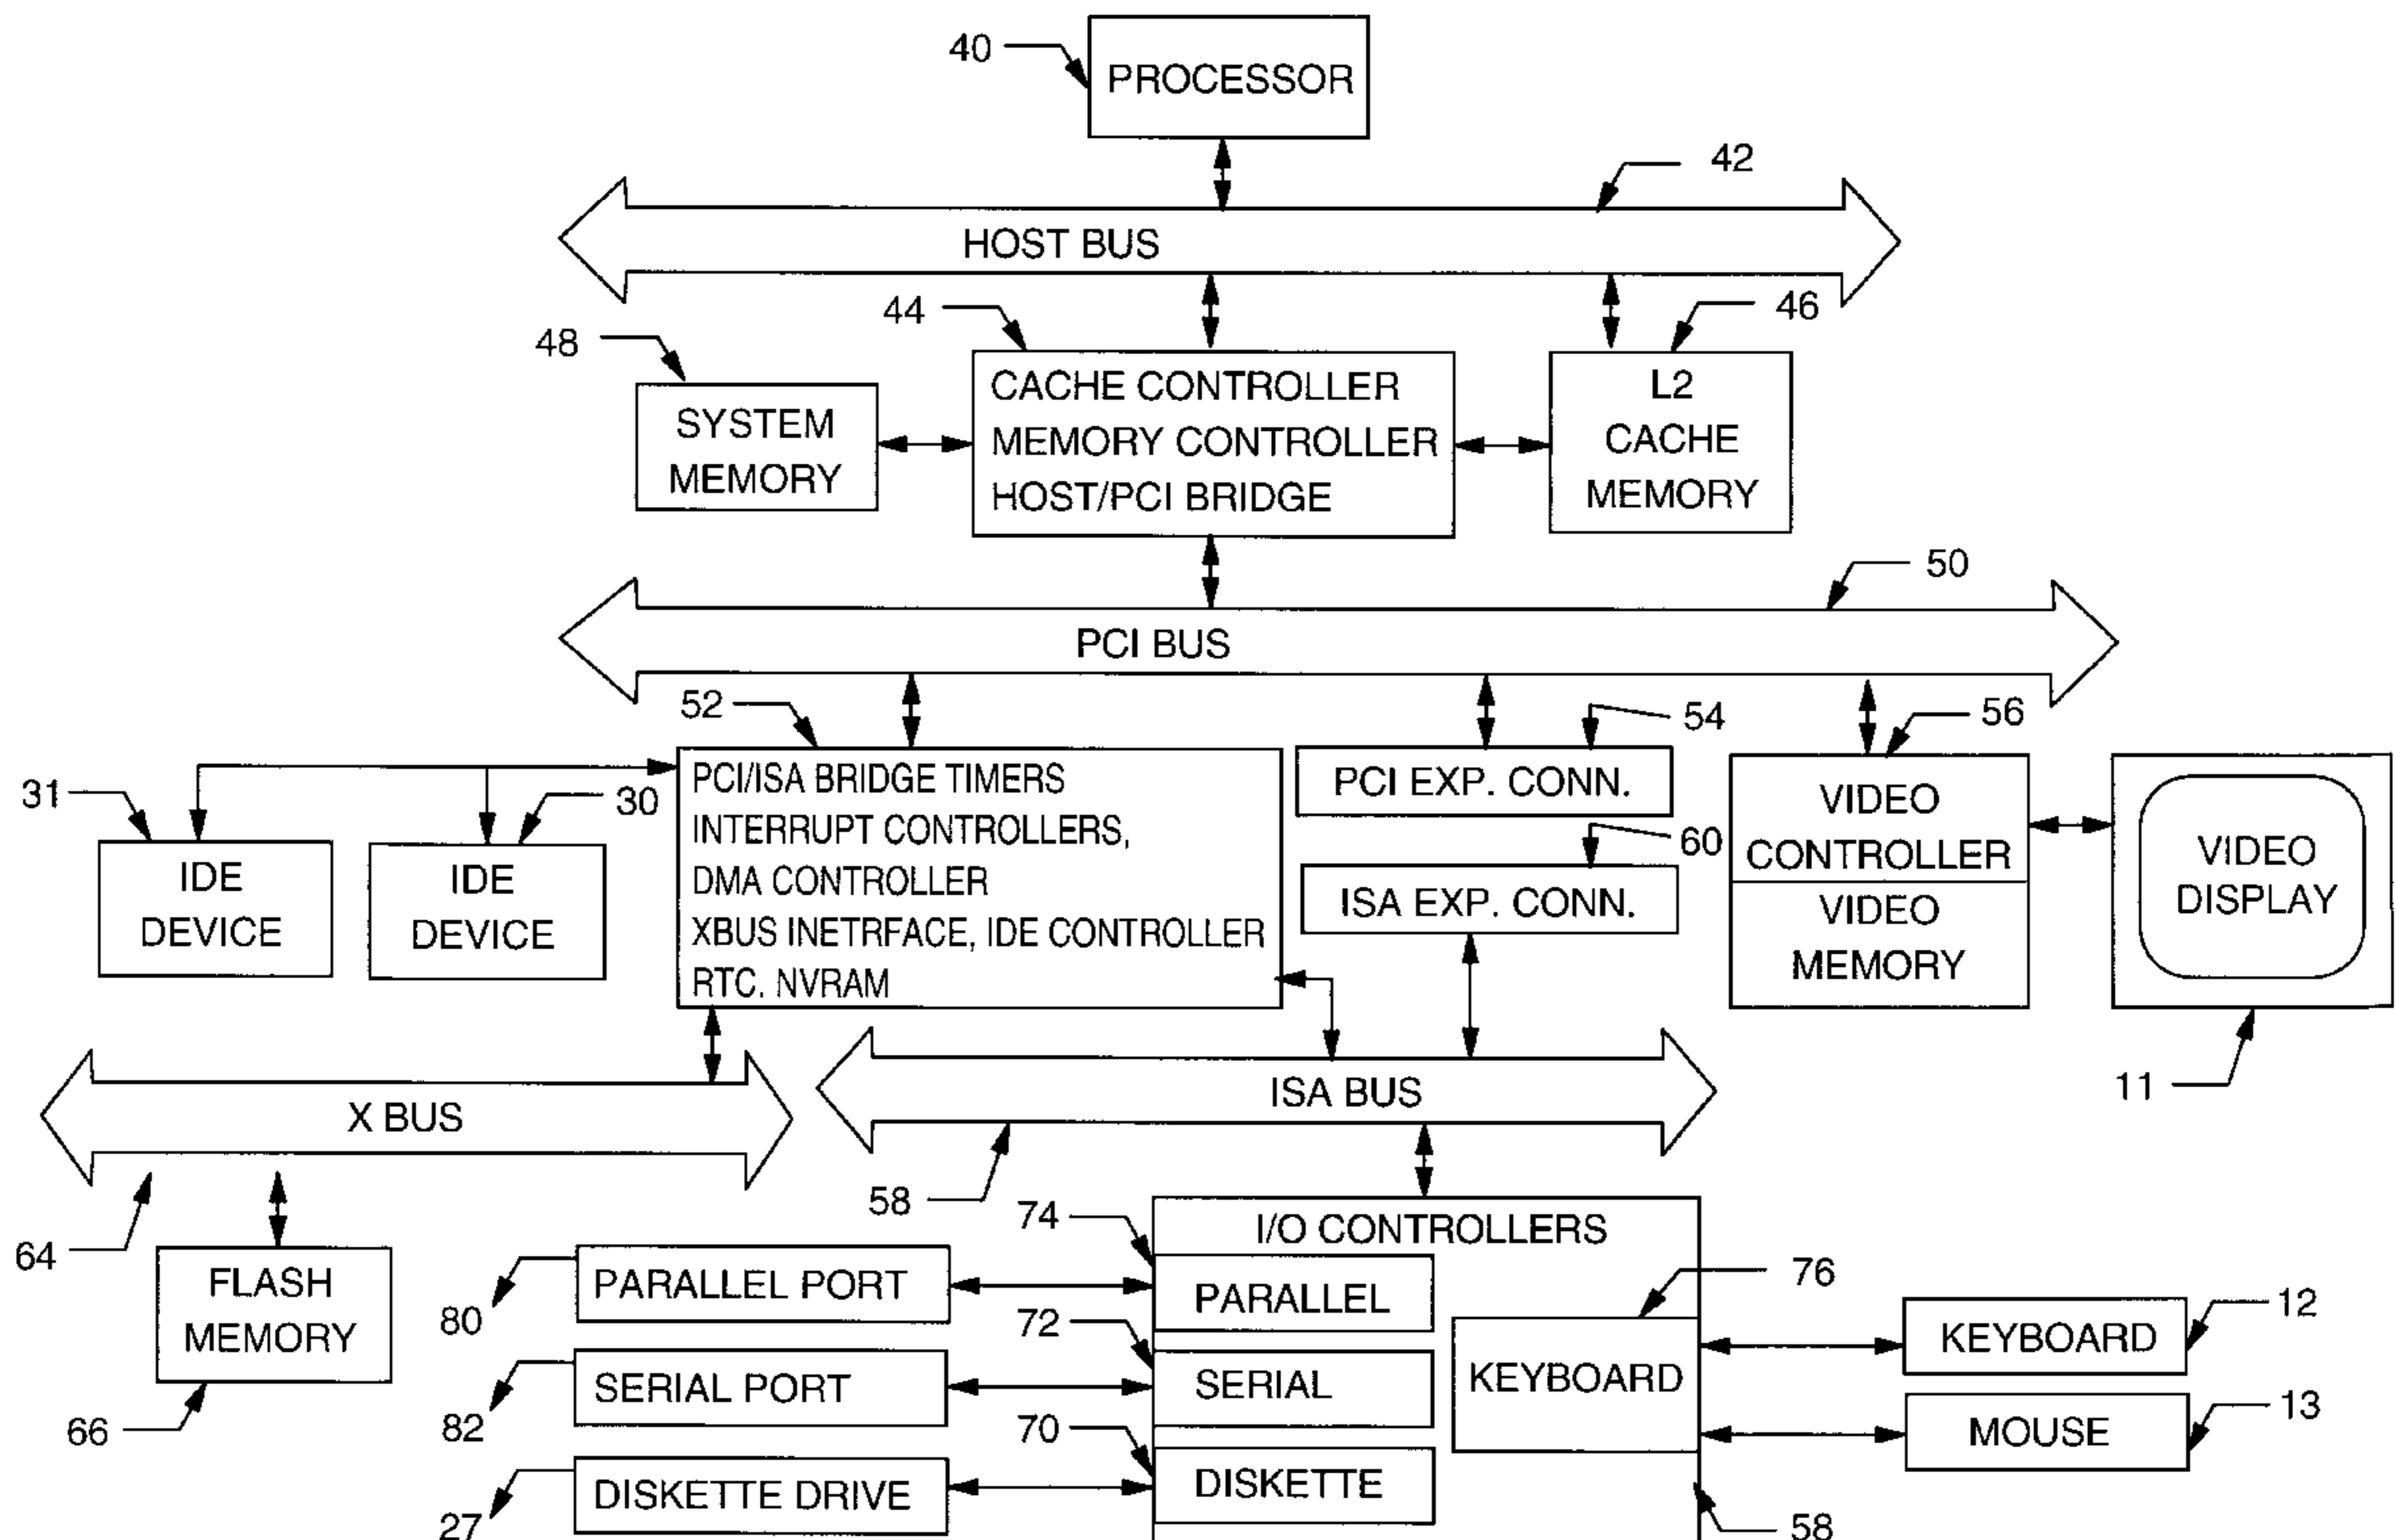 40
PROCESSOR
42
HOST BUS
44
46
48
SYSTEM
MEMORY
CACHE CONTROLLER
MEMORY CONTROLLER
HOST/PCI BRIDGE
L2
CACHE
MEMORY
50
PCI BUS
52
54
56
31
30
IDE
DEVICE
IDE
DEVICE
PCI/ISA BRIDGE TIMERS
INTERRUPT CONTROLLERS,
DMA CONTROLLER
XBUS INETRFACE, IDE CONTROLLER
RTC. NVRAM
PCI EXP. CONN.
60
ISA EXP. CONN.
VIDEO
CONTROLLER
VIDEO
MEMORY
VIDEO
DISPLAY
11
X BUS
ISA BUS
64
58
FLASH
MEMORY
66
74
I/O CONTROLLERS
80
PARALLEL PORT
PARALLEL
76
72
82
SERIAL PORT
SERIAL
KEYBOARD
KEYBOARD
12
70
MOUSE
13
27
DISKETTE DRIVE
DISKETTE
58